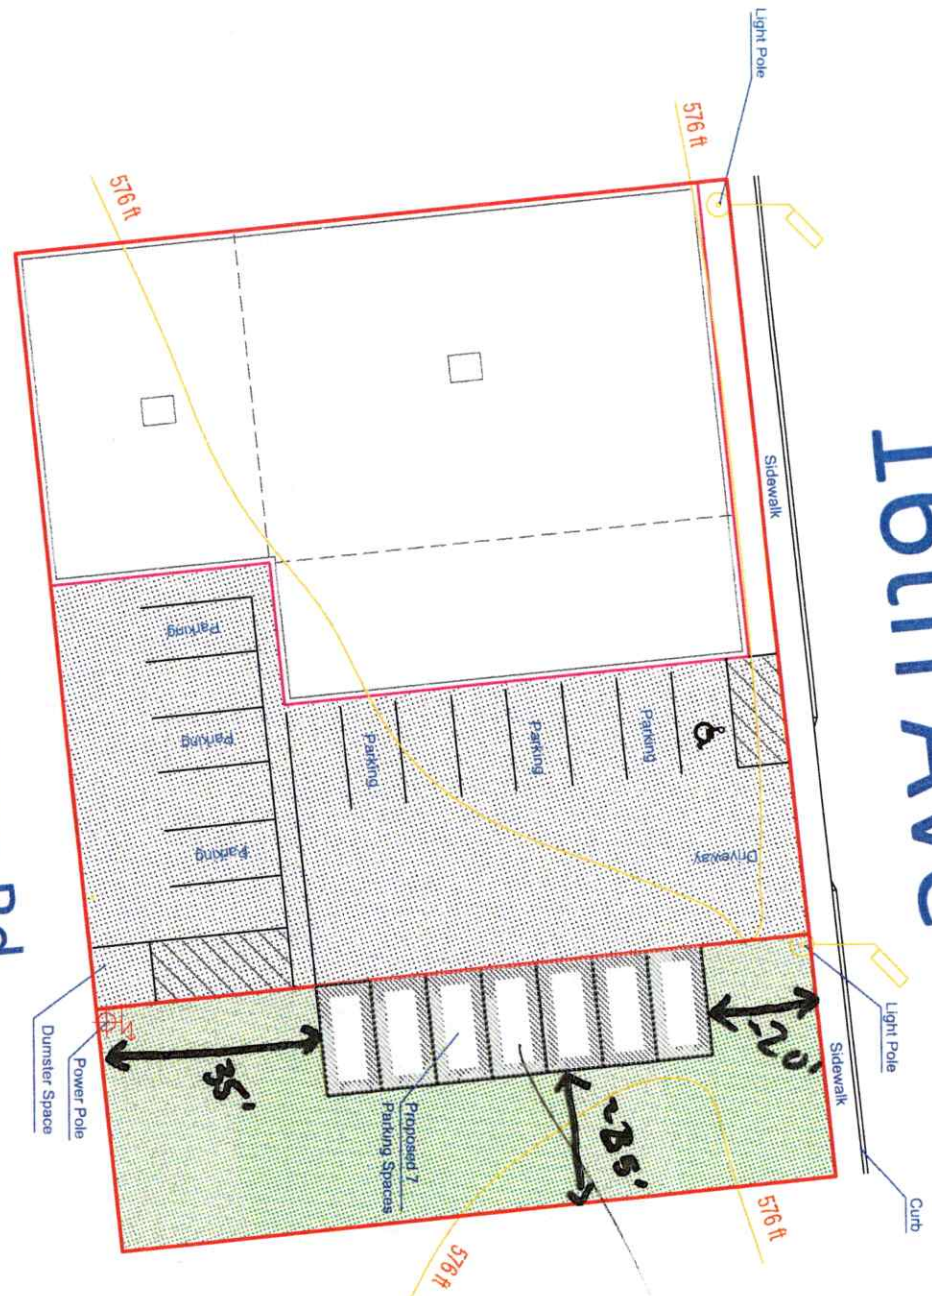 Light Pole
576 ft
576 ft
Sidewalk
Parking
Parking
Parking
Parking
Parking
Parking
Driveway
Light Pole
Sidewalk
Curb
~20'
35'
Proposed 7
Parking Spaces
Power Pole
Dumster Space
576 ft
576 ft
Rd